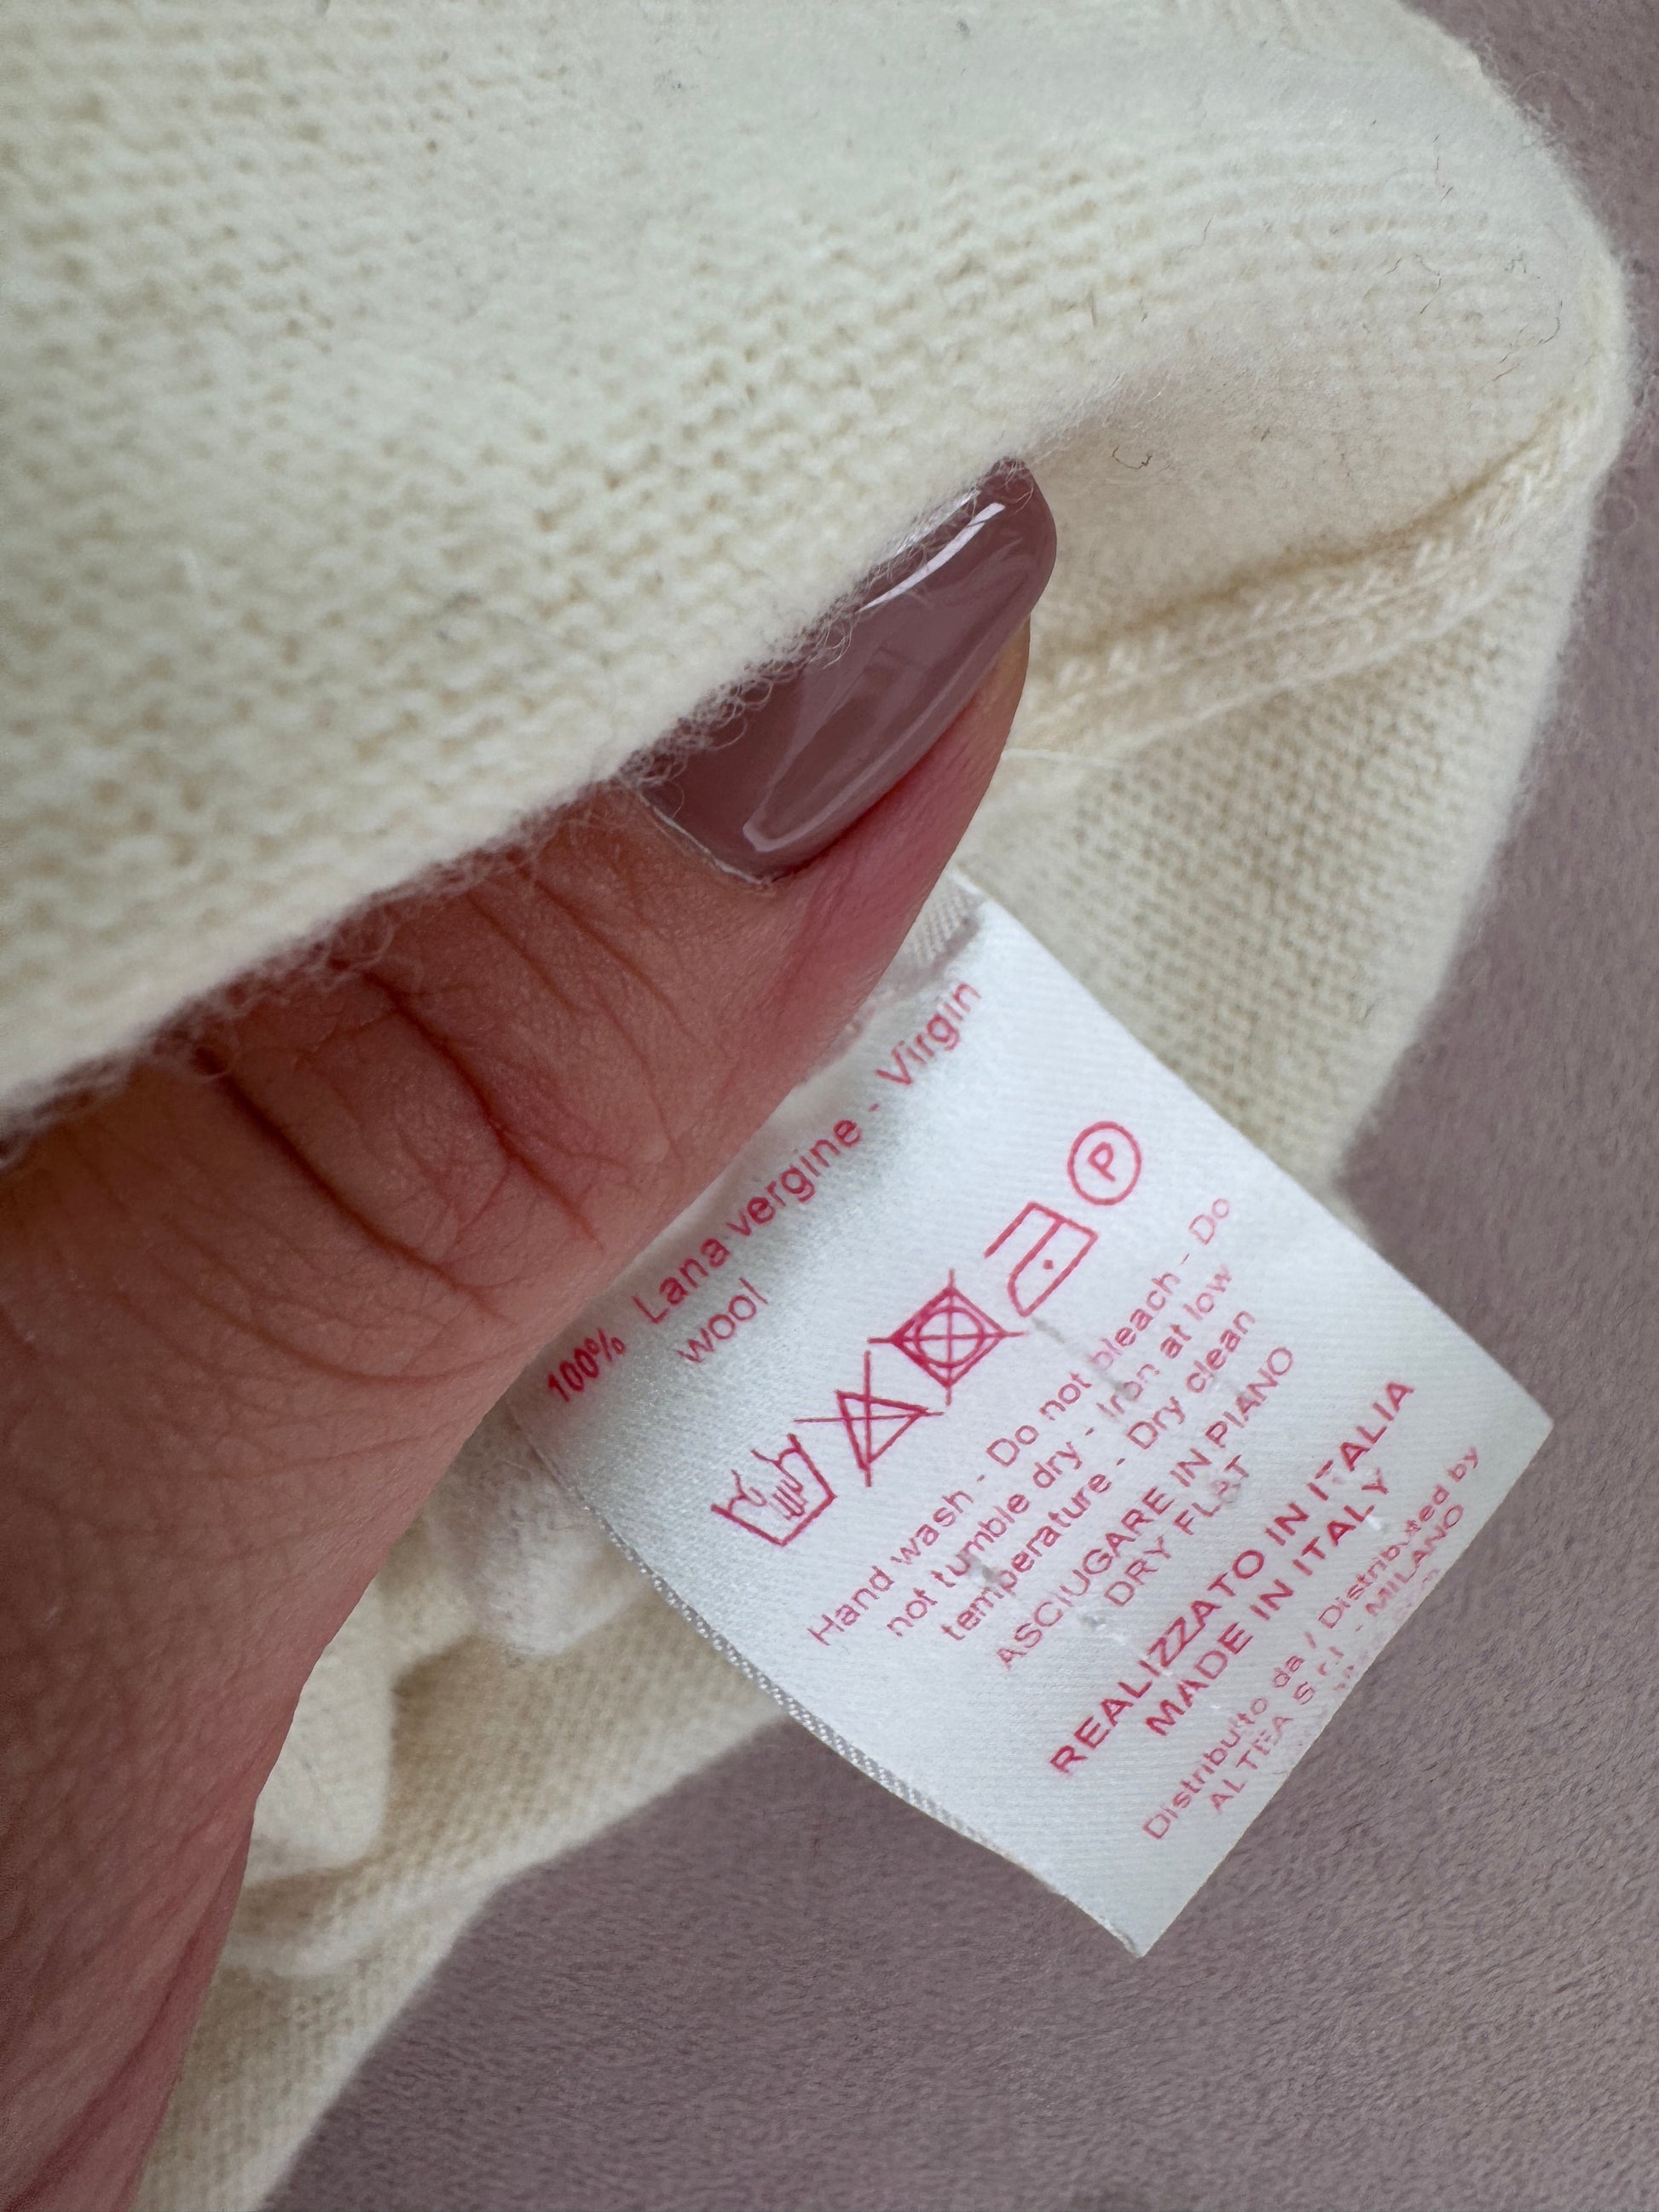 100% Lana vergine - Virgin
wool
P
Hand wash - Do not bleach - Do
not tumble dry - Iron at low
temperature - Dry clean
ASCIUGARE IN PIANO
DRY FLAT
REALIZZATO IN ITALIA
MADE IN ITALY
Distribuito da / Distributed by
ALTEA S.r.l. - MILANO